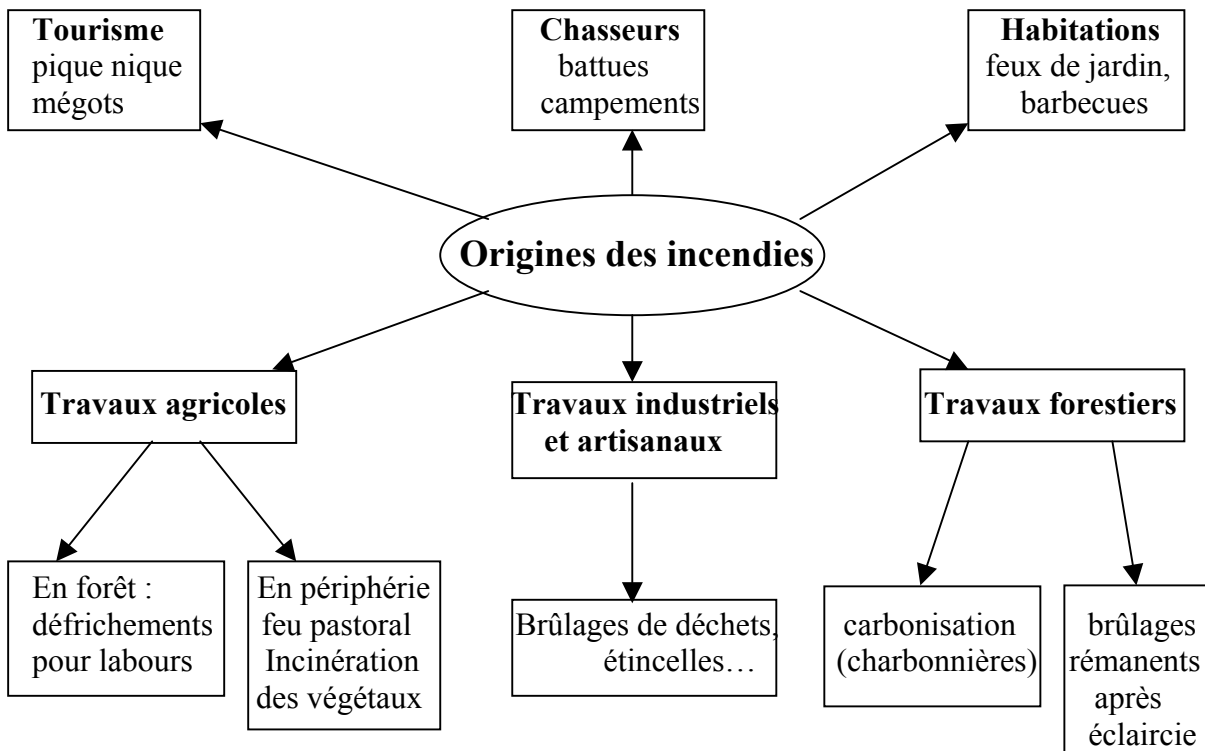 Tourisme
pique nique
mégots
Chasseurs
battues
campements
Habitations
feux de jardin,
barbecues
Origines des incendies
Travaux agricoles
Travaux industriels
et artisanaux
Travaux forestiers
En forêt :
défrichements
pour labours
En périphérie
feu pastoral
Incinération
des végétaux
Brûlages de déchets,
étincelles…
carbonisation
(charbonnières)
brûlages
rémanents
après
éclaircie